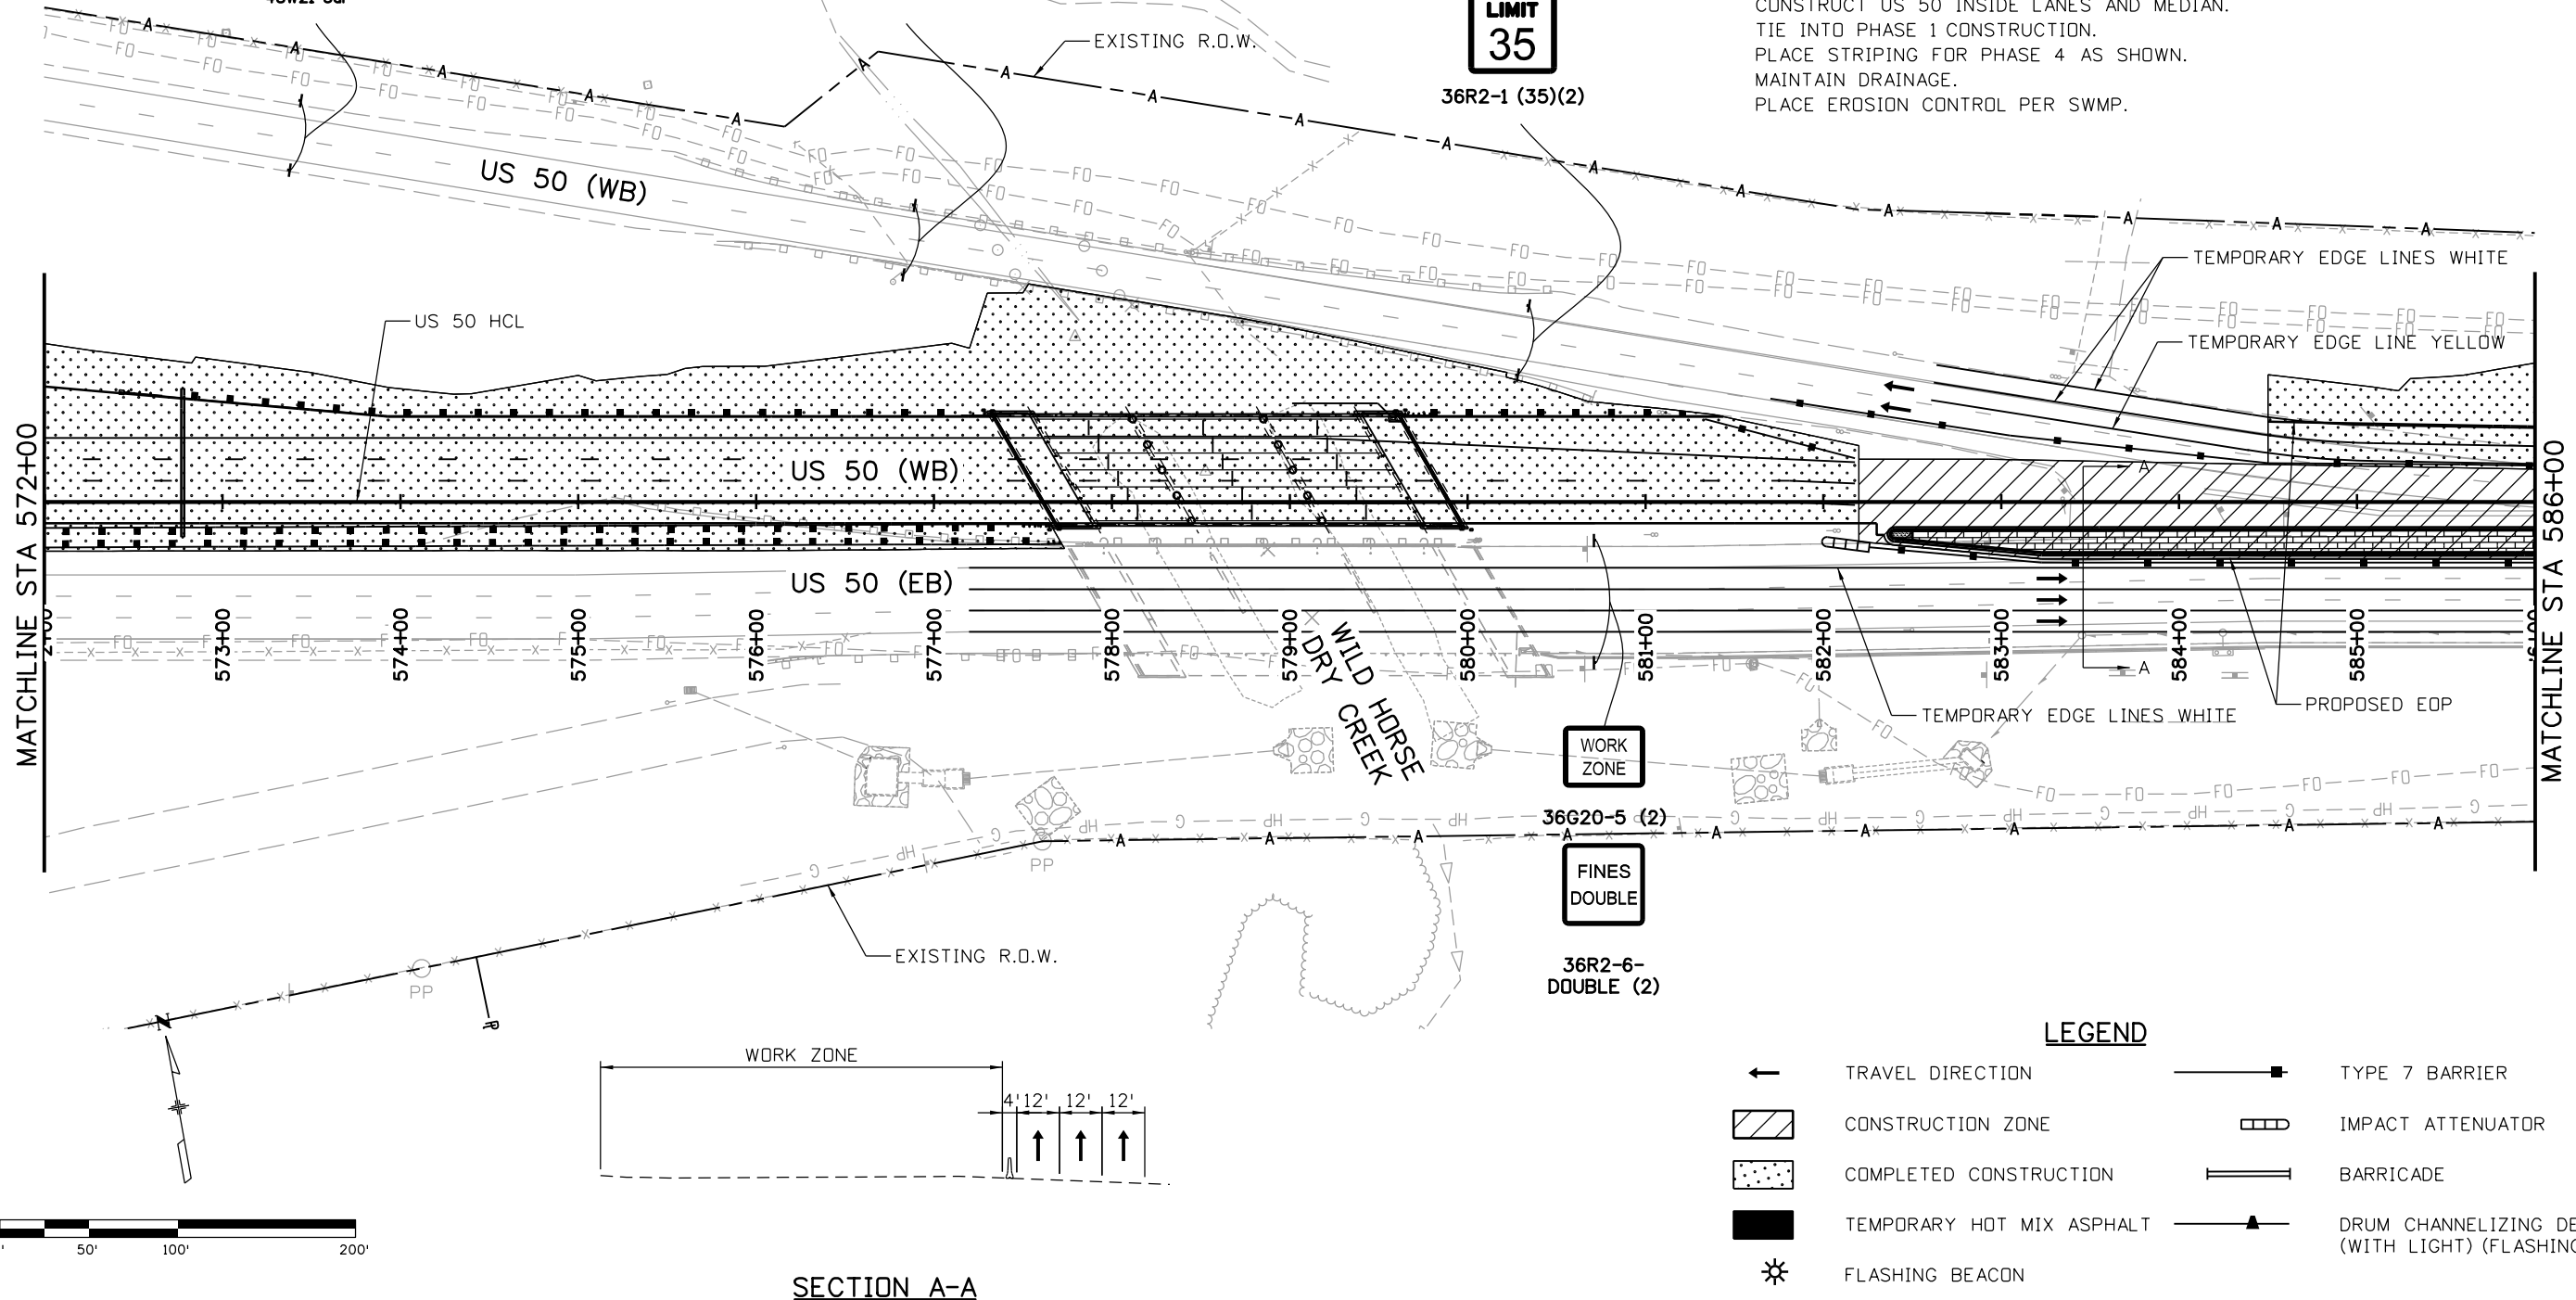 LIMIT
35
36R2-1 (35)(2)
CONSTRUCT US 50 INSIDE LANES AND MEDIAN.
TIE INTO PHASE 1 CONSTRUCTION.
PLACE STRIPING FOR PHASE 4 AS SHOWN.
MAINTAIN DRAINAGE.
PLACE EROSION CONTROL PER SWMP.
EXISTING R.O.W.
US 50 (WB)
TEMPORARY EDGE LINES WHITE
TEMPORARY EDGE LINE YELLOW
US 50 HCL
MATCHLINE STA 572+00
MATCHLINE STA 586+00
US 50 (WB)
US 50 (EB)
A
A
573+00
574+00
575+00
576+00
577+00
578+00
579+00
580+00
581+00
582+00
583+00
584+00
585+00
WILD HORSE
DRY CREEK
TEMPORARY EDGE LINES WHITE
PROPOSED EOP
WORK
ZONE
36G20-5 (2)
FINES
DOUBLE
36R2-6-
DOUBLE (2)
PP
EXISTING R.O.W.
PP
N
WORK ZONE
4'
12'
12'
12'
50'
100'
200'
SECTION A-A
LEGEND
TRAVEL DIRECTION
CONSTRUCTION ZONE
COMPLETED CONSTRUCTION
TEMPORARY HOT MIX ASPHALT
FLASHING BEACON
TYPE 7 BARRIER
IMPACT ATTENUATOR
BARRICADE
DRUM CHANNELIZING
(WITH LIGHT)